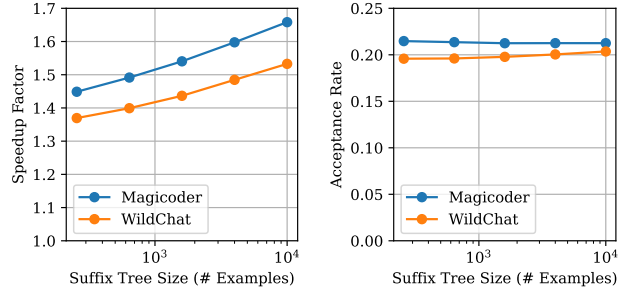 1.7
1.6
1.5
1.4
1.3
1.2
1.1
1.0
Speedup Factor
Magicoder
WildChat
10³
10⁴
Suffix Tree Size (# Examples)
0.25
0.20
0.15
0.10
0.05
0.00
Acceptance Rate
Magicoder
WildChat
10³
10⁴
Suffix Tree Size (# Examples)